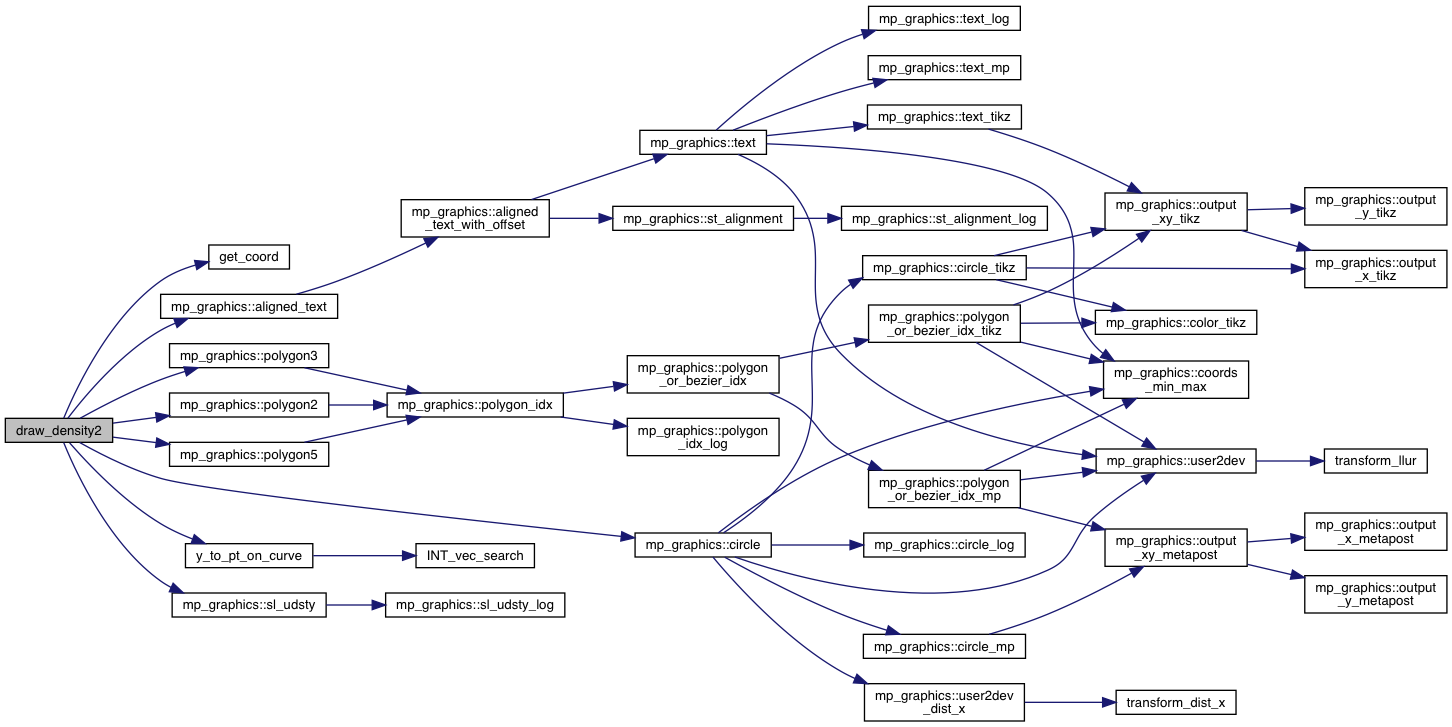 draw_density2
get_coord
mp_graphics::aligned_text
mp_graphics::polygon3
mp_graphics::polygon2
mp_graphics::polygon5
y_to_pt_on_curve
mp_graphics::sl_udsty
mp_graphics::aligned
_text_with_offset
mp_graphics::polygon_idx
INT_vec_search
mp_graphics::sl_udsty_log
mp_graphics::text
mp_graphics::st_alignment
mp_graphics::polygon
_or_bezier_idx
mp_graphics::polygon
_idx_log
mp_graphics::circle
mp_graphics::text_log
mp_graphics::text_mp
mp_graphics::text_tikz
mp_graphics::st_alignment_log
mp_graphics::circle_tikz
mp_graphics::polygon
_or_bezier_idx_tikz
mp_graphics::polygon
_or_bezier_idx_mp
mp_graphics::circle_log
mp_graphics::circle_mp
mp_graphics::user2dev
_dist_x
mp_graphics::output
_xy_tikz
mp_graphics::color_tikz
mp_graphics::coords
_min_max
mp_graphics::user2dev
mp_graphics::output
_xy_metapost
transform_dist_x
mp_graphics::output
_y_tikz
mp_graphics::output
_x_tikz
transform_llur
mp_graphics::output
_x_metapost
mp_graphics::output
_y_metapost